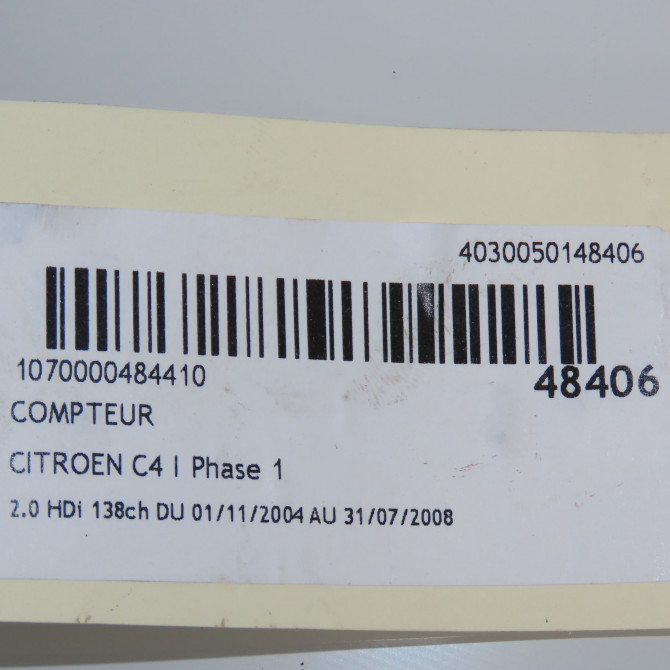 4030050148406
1070000484410
48406
COMPTEUR
CITROEN C4 I Phase 1
2.0 HDi 138ch DU 01/11/2004 AU 31/07/2008